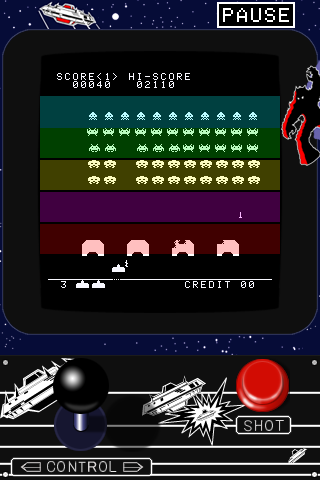 PAUSE
SCORE<1> HI-SCORE
00040 02110
3 CREDIT 00
SHOT
CONTROL